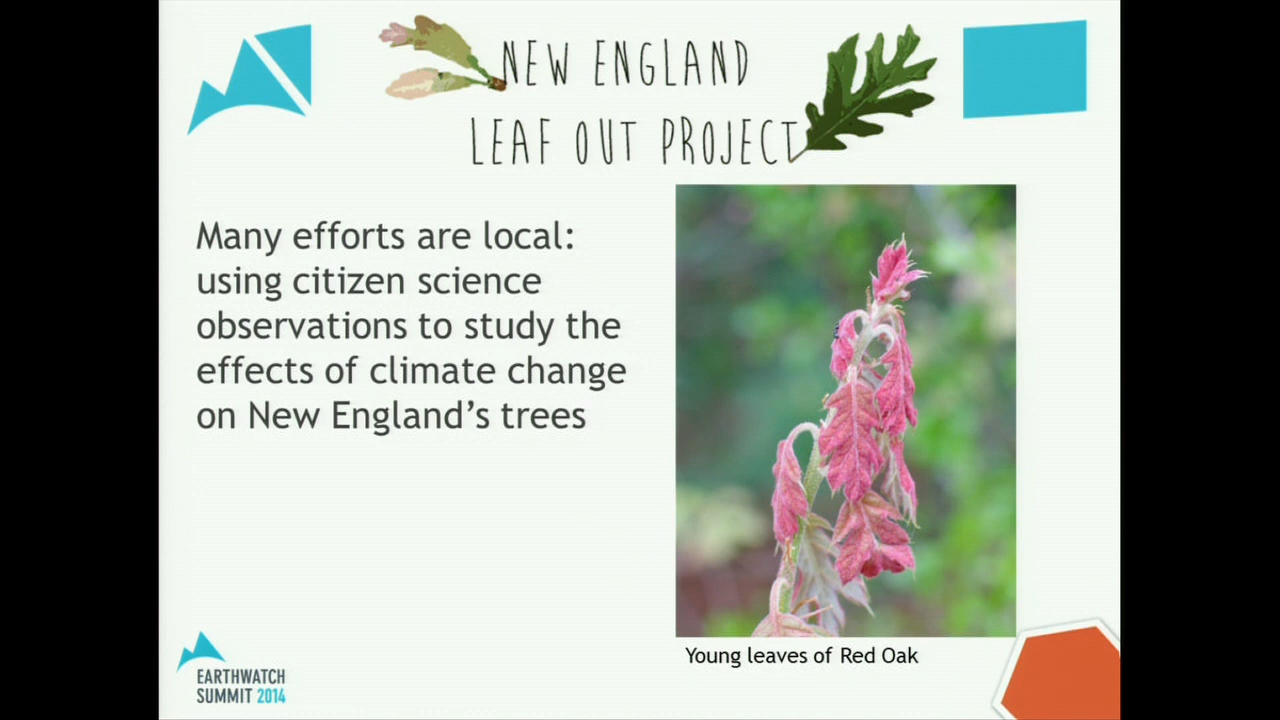 NEW ENGLAND
LEAF OUT PROJECT
Many efforts are local:
using citizen science
observations to study the
effects of climate change
on New England’s trees
Young leaves of Red Oak
EARTHWATCH
SUMMIT 2014